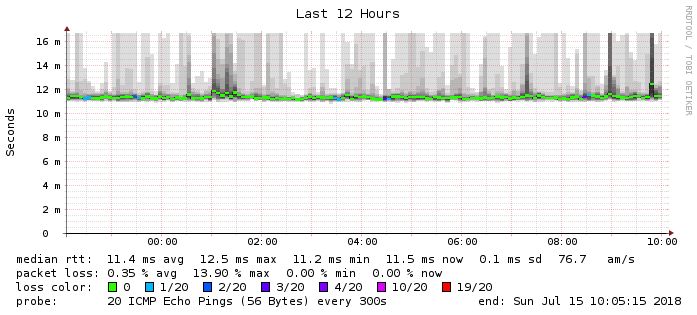 Last 12 Hours
RRDTOOL / TOBI OETIKER
Seconds
16 m
14 m
12 m
10 m
8 m
6 m
4 m
2 m
0
00:00 02:00 04:00 06:00 08:00 10:00
median rtt: 11.4 ms avg 12.5 ms max 11.2 ms min 11.5 ms now 0.1 ms sd 76.7 am/s
packet loss: 0.35 % avg 13.90 % max 0.00 % min 0.00 % now
loss color: 0 1/20 2/20 3/20 4/20 10/20 19/20
probe: 20 ICMP Echo Pings (56 Bytes) every 300s end: Sun Jul 15 10:05:15 2018